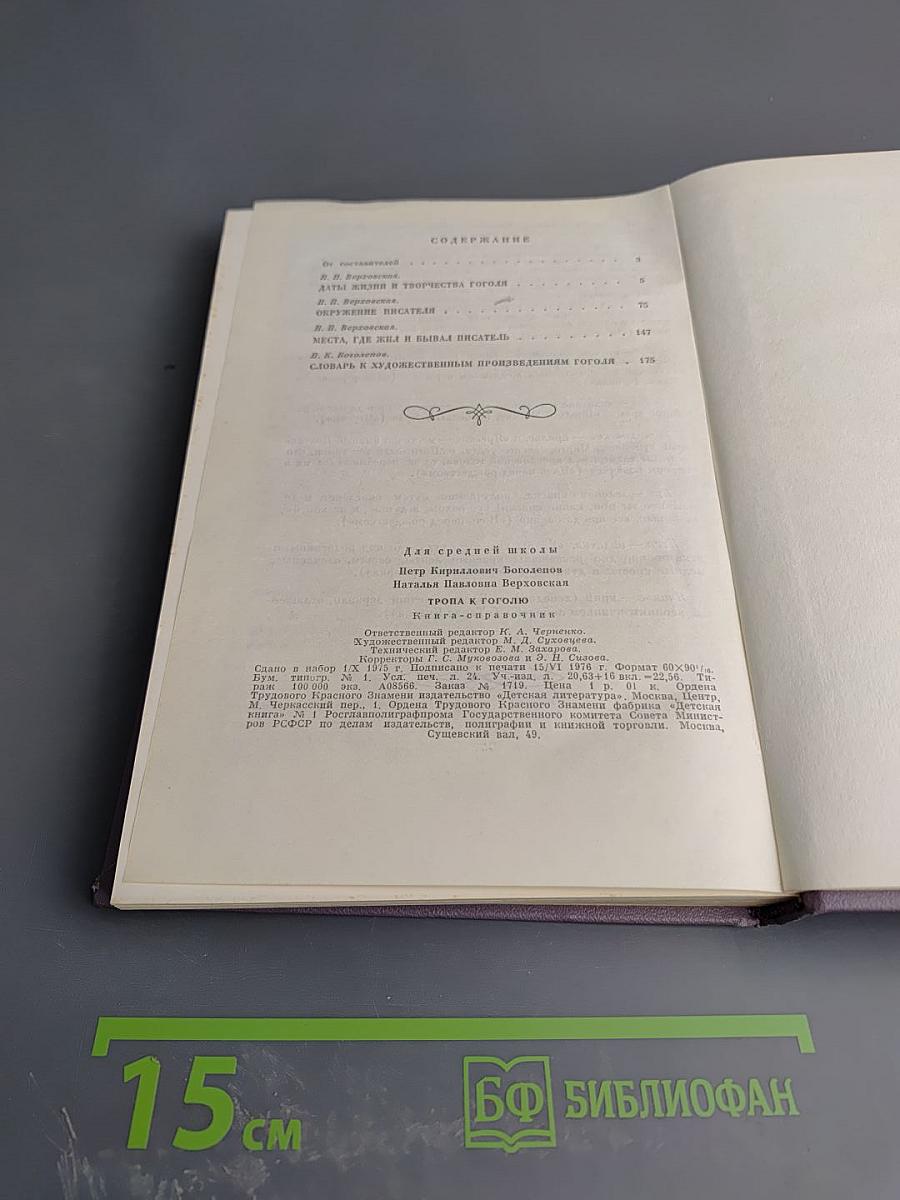 СОДЕРЖАНИЕ
От составителей . . . . . . . . . . . . . . . . . . 3
Н. П. Верховская.
ДАТЫ ЖИЗНИ И ТВОРЧЕСТВА ГОГОЛЯ . . . . . . . . . 5
Н. П. Верховская.
ОКРУЖЕНИЕ ПИСАТЕЛЯ . . . . . . . . . . . . . . . 75
Н. П. Верховская.
МЕСТА, ГДЕ ЖИЛ И БЫВАЛ ПИСАТЕЛЬ . . . . . . . . . 147
П. К. Боголепов.
СЛОВАРЬ К ХУДОЖЕСТВЕННЫМ ПРОИЗВЕДЕНИЯМ ГОГОЛЯ . 175
Для средней школы
Петр Кириллович Боголепов
Наталья Павловна Верховская
ТРОПА К ГОГОЛЮ
Книга-справочник
Ответственный редактор К. А. Черненко.
Художественный редактор М. Д. Суховцева.
Технический редактор Е. М. Захарова.
Корректоры Г. С. Муковозова и Э. Н. Сизова.
Сдано в набор 1/X 1975 г. Подписано к печати 15/VI 1976 г. Формат 60×90¹/₁₆.
Бум. типогр. № 1. Усл. печ. л. 24. Уч.-изд. л. 20,63+16 вкл.=22,56. Ти-
раж 100 000 экз. А08566. Заказ № 1719. Цена 1 р. 01 к. Ордена
Трудового Красного Знамени издательство «Детская литература». Москва, Центр,
М. Черкасский пер., 1. Ордена Трудового Красного Знамени фабрика «Детская
книга» № 1 Росглавполиграфпрома Государственного комитета Совета Минист-
ров РСФСР по делам издательств, полиграфии и книжной торговли. Москва,
Сущевский вал, 49.
15 см
БФ БИБЛИОФАН